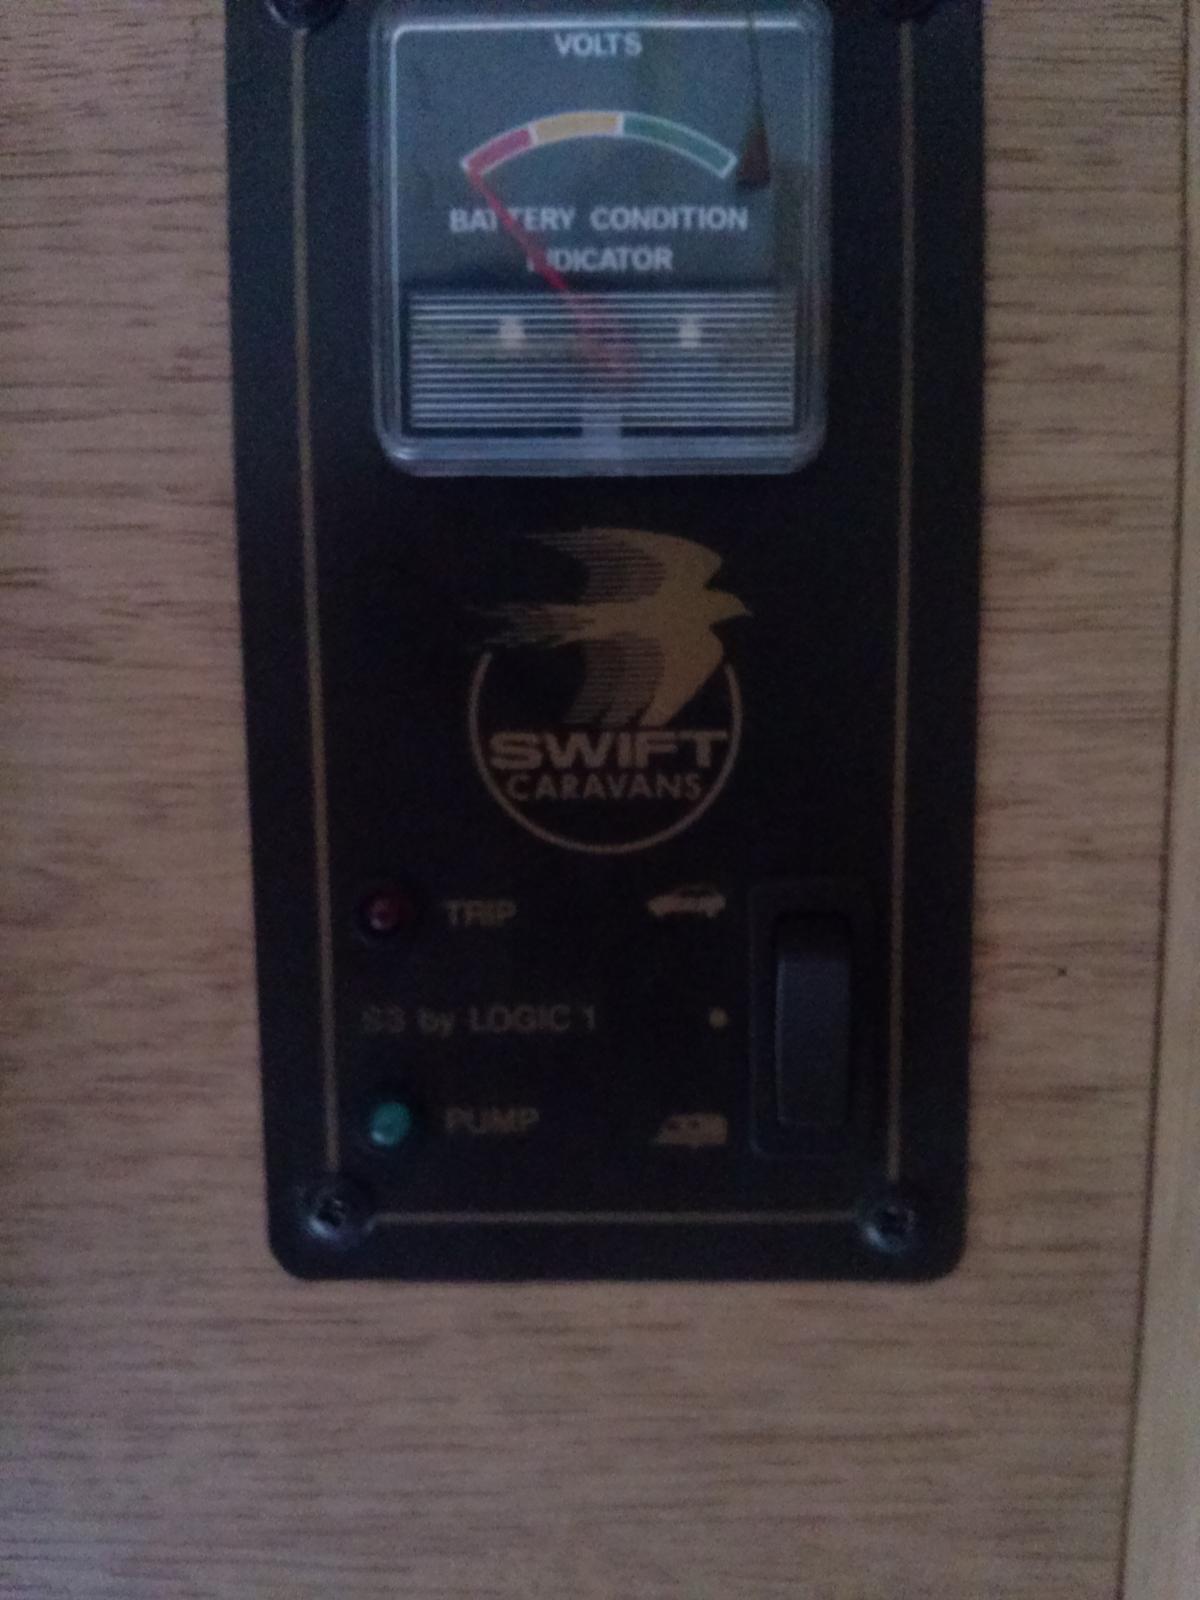 VOLTS
BATTERY CONDITION
INDICATOR
SWIFT
CARAVANS
TRIP
S3 by LOGIC 1
PUMP